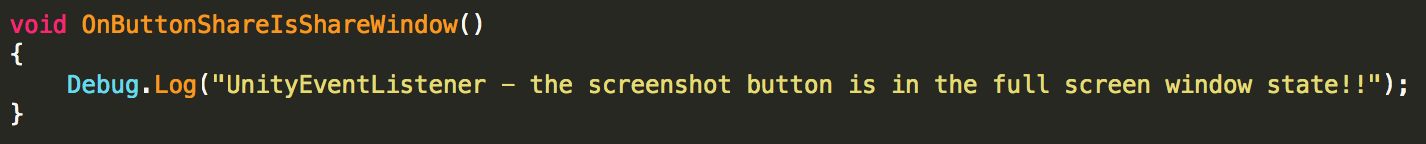 void OnButtonShareIsShareWindow()
{
    Debug.Log("UnityEventListener – the screenshot button is in the full screen window state!!");
}